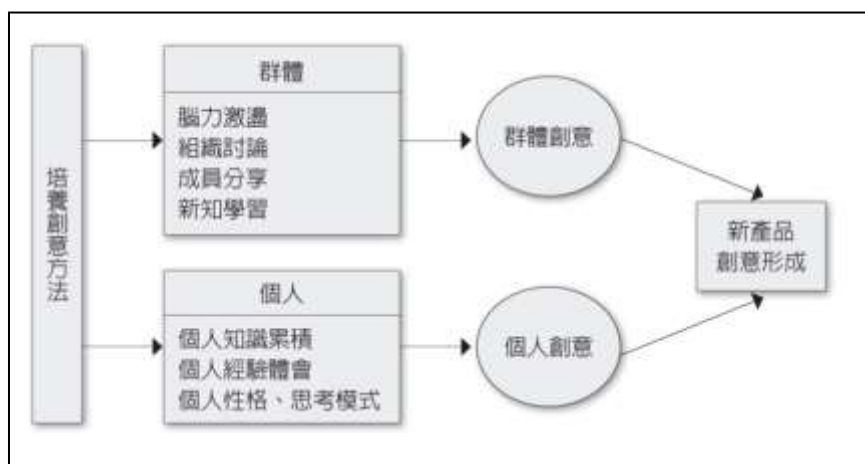 培養創意方法
群體
腦力激盪
組織討論
成員分享
新知學習
群體創意
個人
個人知識累積
個人經驗體會
個人性格、思考模式
個人創意
新產品
創意形成